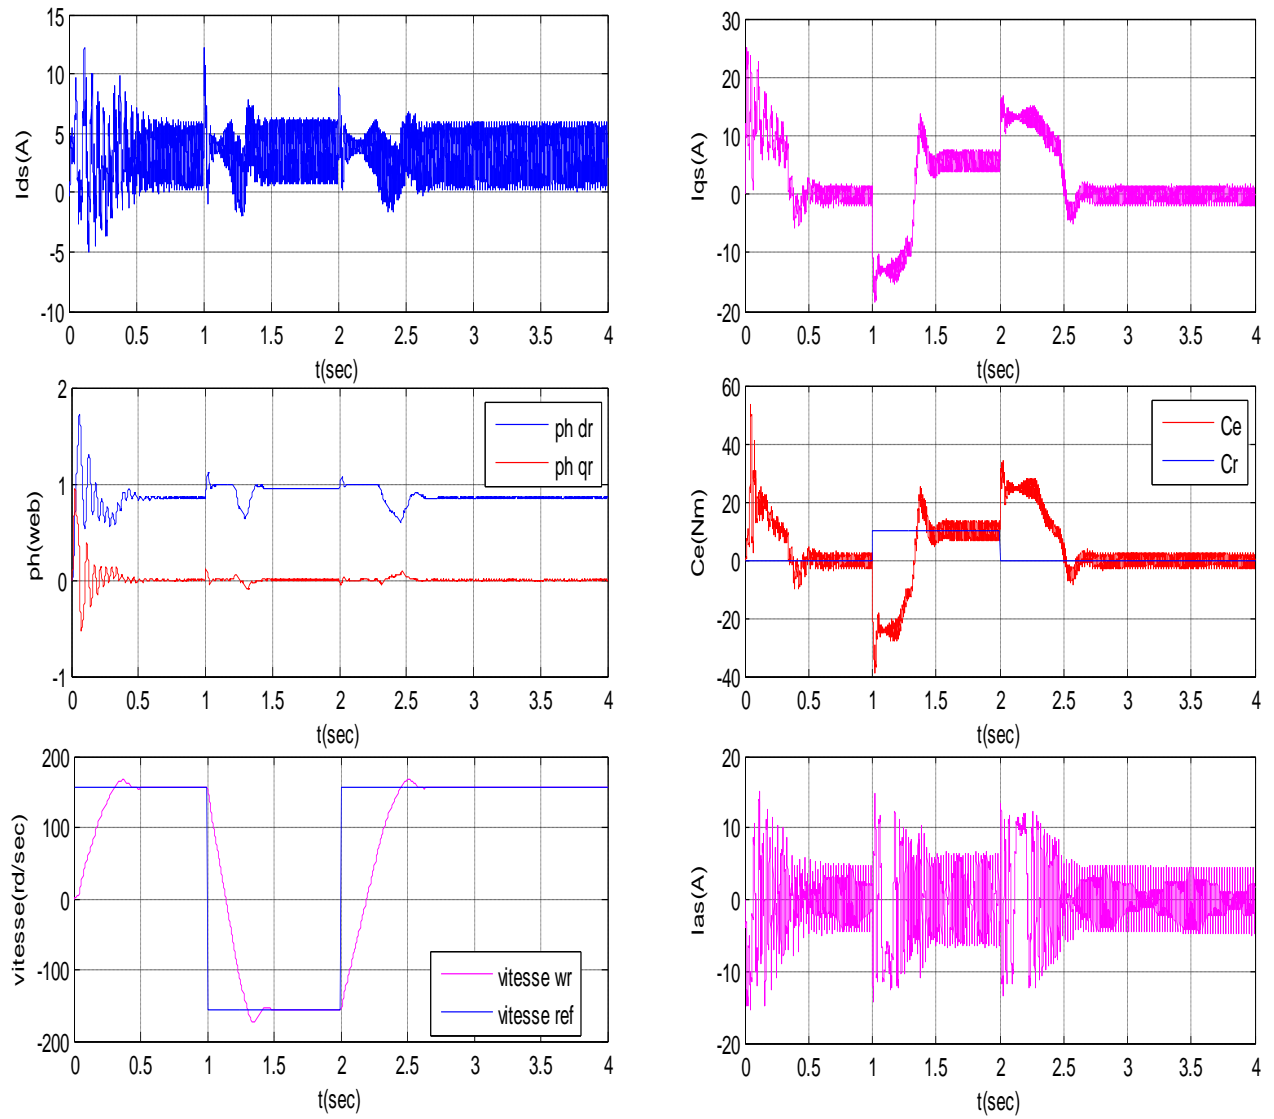 15
10
5
0
-5
-10
Ids(A)
0 0.5 1 1.5 2 2.5 3 3.5 4
t(sec)
30
20
10
0
-10
-20
Iqs(A)
0 0.5 1 1.5 2 2.5 3 3.5 4
t(sec)
2
1
0
-1
ph(web)
ph dr
ph qr
0 0.5 1 1.5 2 2.5 3 3.5 4
t(sec)
60
40
20
0
-20
-40
Ce(Nm)
Ce
Cr
0 0.5 1 1.5 2 2.5 3 3.5 4
t(sec)
200
100
0
-100
-200
vitesse(rd/sec)
vitesse wr
vitesse ref
0 0.5 1 1.5 2 2.5 3 3.5 4
t(sec)
20
10
0
-10
-20
Ias(A)
0 0.5 1 1.5 2 2.5 3 3.5 4
t(sec)